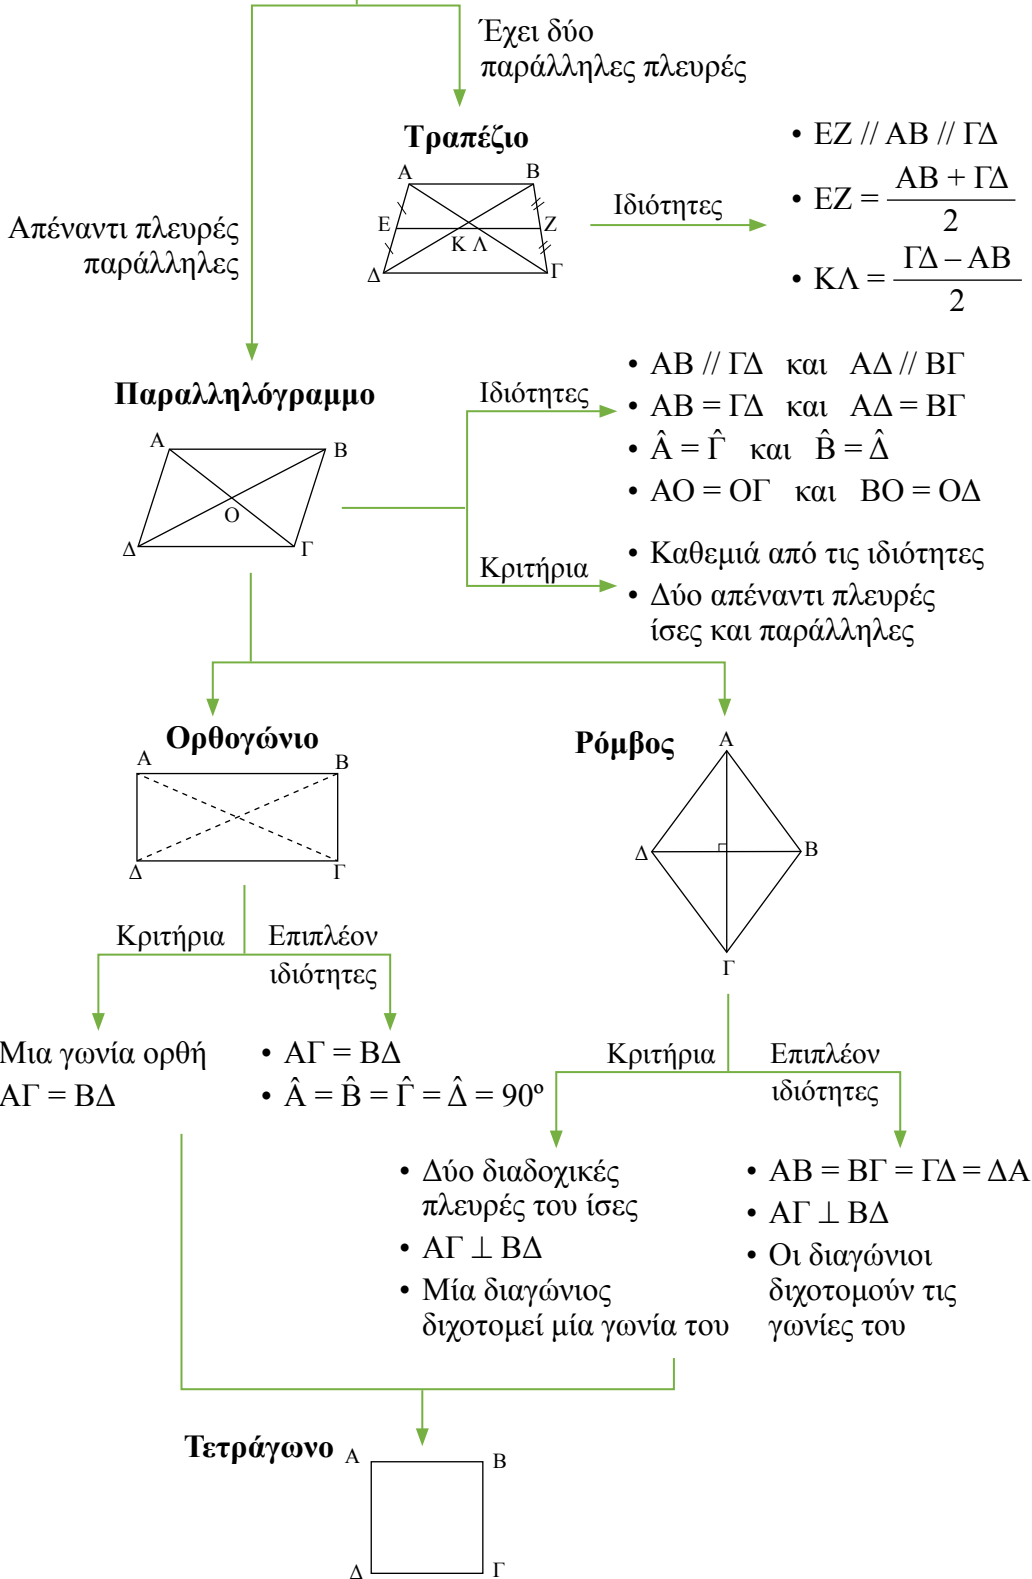 Έχει δύο
παράλληλες πλευρές
Τραπέζιο
Α Β
Ε Ζ
Κ Λ
Δ Γ
Ιδιότητες
• ΕΖ // ΑΒ // ΓΔ
• ΕΖ = ΑΒ + ΓΔ / 2
• ΚΛ = ΓΔ – ΑΒ / 2
Απέναντι πλευρές
παράλληλες
Παραλληλόγραμμο
Α Β
Ο
Δ Γ
Ιδιότητες
• ΑΒ // ΓΔ και ΑΔ // ΒΓ
• ΑΒ = ΓΔ και ΑΔ = ΒΓ
• Â = Γ̂ και Β̂ = Δ̂
• ΑΟ = ΟΓ και ΒΟ = ΟΔ
Κριτήρια
• Καθεμιά από τις ιδιότητες
• Δύο απέναντι πλευρές
ίσες και παράλληλες
Ορθογώνιο
Α Β
Δ Γ
Κριτήρια
Μια γωνία ορθή
ΑΓ = ΒΔ
Επιπλέον
ιδιότητες
• ΑΓ = ΒΔ
• Â = Β̂ = Γ̂ = Δ̂ = 90º
Ρόμβος
Α
Δ Β
Γ
Κριτήρια
• Δύο διαδοχικές
πλευρές του ίσες
• ΑΓ ⊥ ΒΔ
• Μία διαγώνιος
διχοτομεί μία γωνία του
Επιπλέον
ιδιότητες
• ΑΒ = ΒΓ = ΓΔ = ΔΑ
• ΑΓ ⊥ ΒΔ
• Οι διαγώνιοι
διχοτομούν τις
γωνίες του
Τετράγωνο
Α Β
Δ Γ